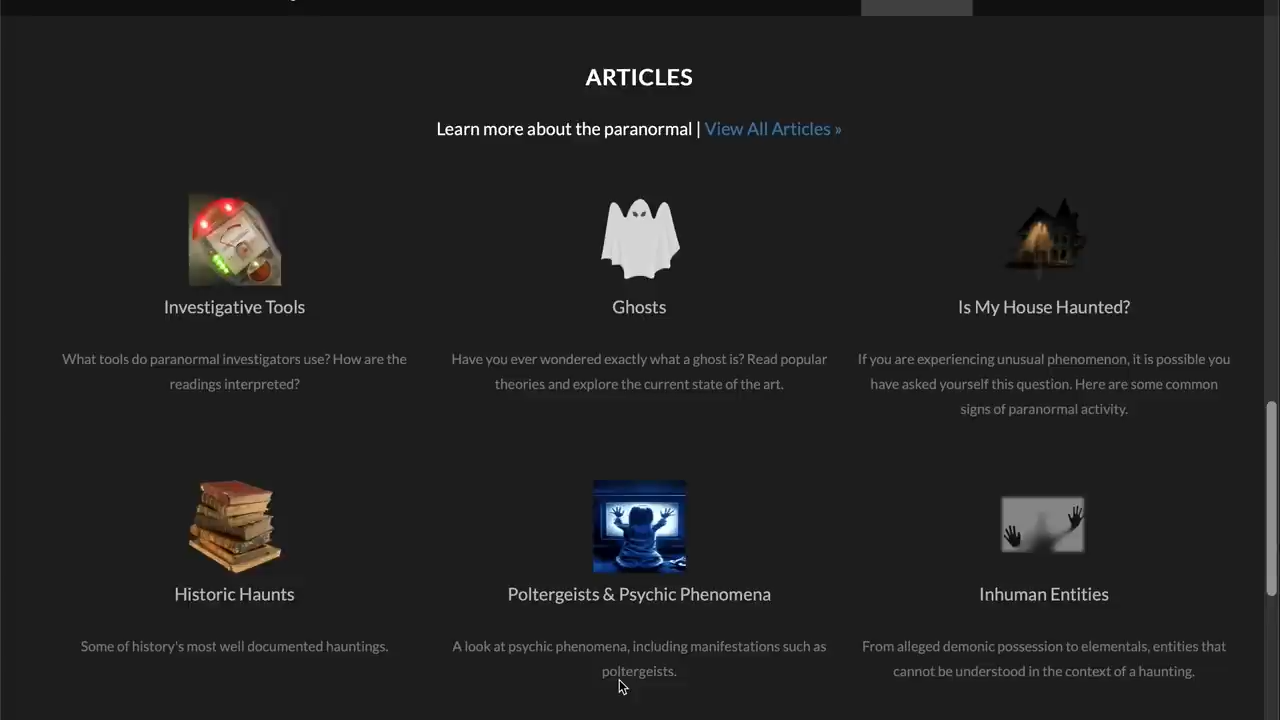 ARTICLES
Learn more about the paranormal | View All Articles »
Investigative Tools
What tools do paranormal investigators use? How are the
readings interpreted?
Ghosts
Have you ever wondered exactly what a ghost is? Read popular
theories and explore the current state of the art.
Is My House Haunted?
If you are experiencing unusual phenomenon, it is possible you
have asked yourself this question. Here are some common
signs of paranormal activity.
Historic Haunts
Some of history's most well documented hauntings.
Poltergeists & Psychic Phenomena
A look at psychic phenomena, including manifestations such as
poltergeists.
Inhuman Entities
From alleged demonic possession to elementals, entities that
cannot be understood in the context of a haunting.